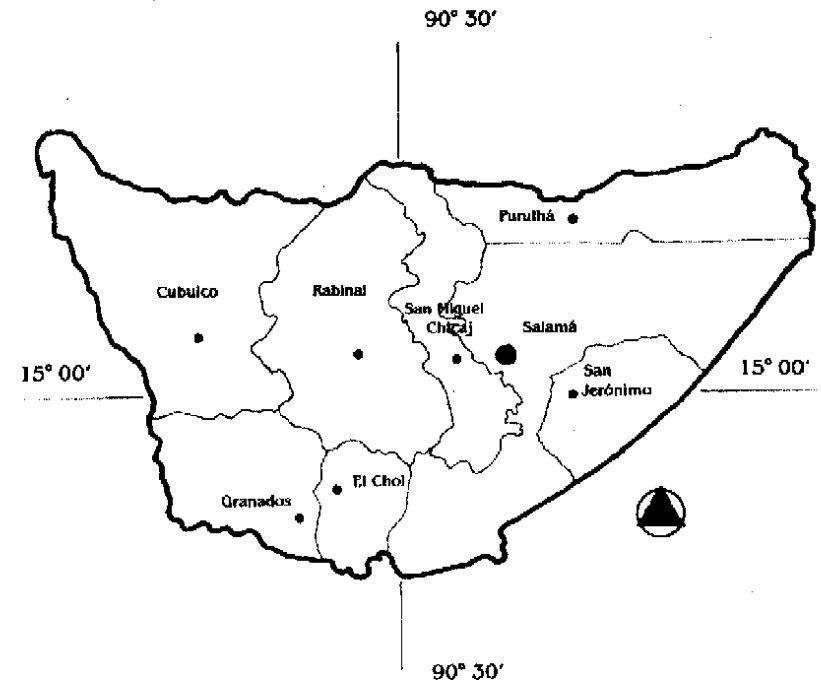 90° 30′
Purulhá
Cubulco
Rabinal
San Miguel
Chicaj
Salamá
15° 00′
San
Jerónimo
15° 00′
El Chol
Granados
90° 30′